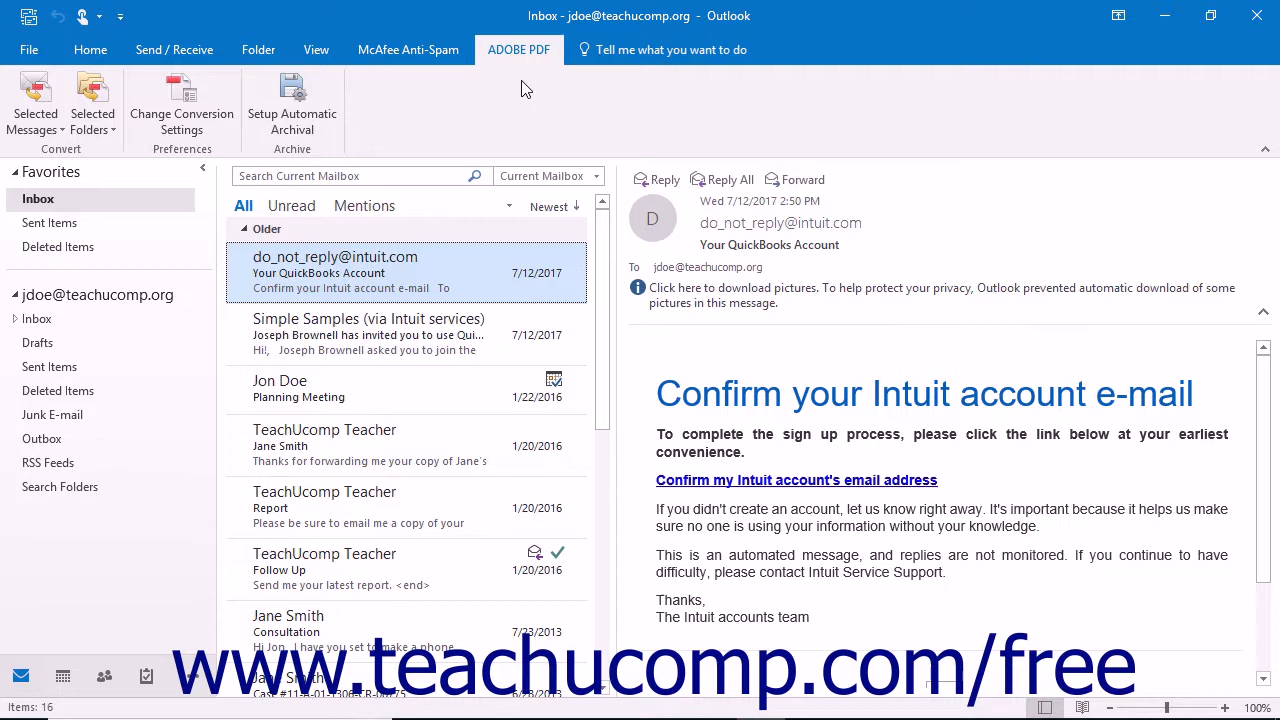 Inbox - jdoe@teachucomp.org - Outlook
File Home Send / Receive Folder View McAfee Anti-Spam ADOBE PDF Tell me what you want to do
Selected Messages
Selected Folders
Convert
Change Conversion Settings
Preferences
Setup Automatic Archival
Archive
Favorites
Inbox
Sent Items
Deleted Items
jdoe@teachucomp.org
Inbox
Drafts
Sent Items
Deleted Items
Junk E-mail
Outbox
RSS Feeds
Search Folders
Search Current Mailbox Current Mailbox
All Unread Mentions Newest
Older
do_not_reply@intuit.com
Your QuickBooks Account 7/12/2017
Confirm your Intuit account e-mail To
Simple Samples (via Intuit services)
Joseph Brownell has invited you to use Qui... 7/12/2017
Hi!, Joseph Brownell asked you to join the
Jon Doe
Planning Meeting 1/22/2016
TeachUcomp Teacher
Jane Smith 1/20/2016
Thanks for forwarding me your copy of Jane's
TeachUcomp Teacher
Report 1/20/2016
Please be sure to email me a copy of your
TeachUcomp Teacher
Follow Up 1/20/2016
Send me your latest report. <end>
Jane Smith
Consultation 7/23/2013
Hi Jon, I have you set to make a phone
Reply Reply All Forward
D
Wed 7/12/2017 2:50 PM
do_not_reply@intuit.com
Your QuickBooks Account
To jdoe@teachucomp.org
Click here to download pictures. To help protect your privacy, Outlook prevented automatic download of some
pictures in this message.
Confirm your Intuit account e-mail
To complete the sign up process, please click the link below at your earliest
convenience.
Confirm my Intuit account's email address
If you didn't create an account, let us know right away. It's important because it helps us make
sure no one is using your information without your knowledge.
This is an automated message, and replies are not monitored. If you continue to have
difficulty, please contact Intuit Service Support.
Thanks,
The Intuit accounts team
www.teachucomp.com/free
Items: 16 100%